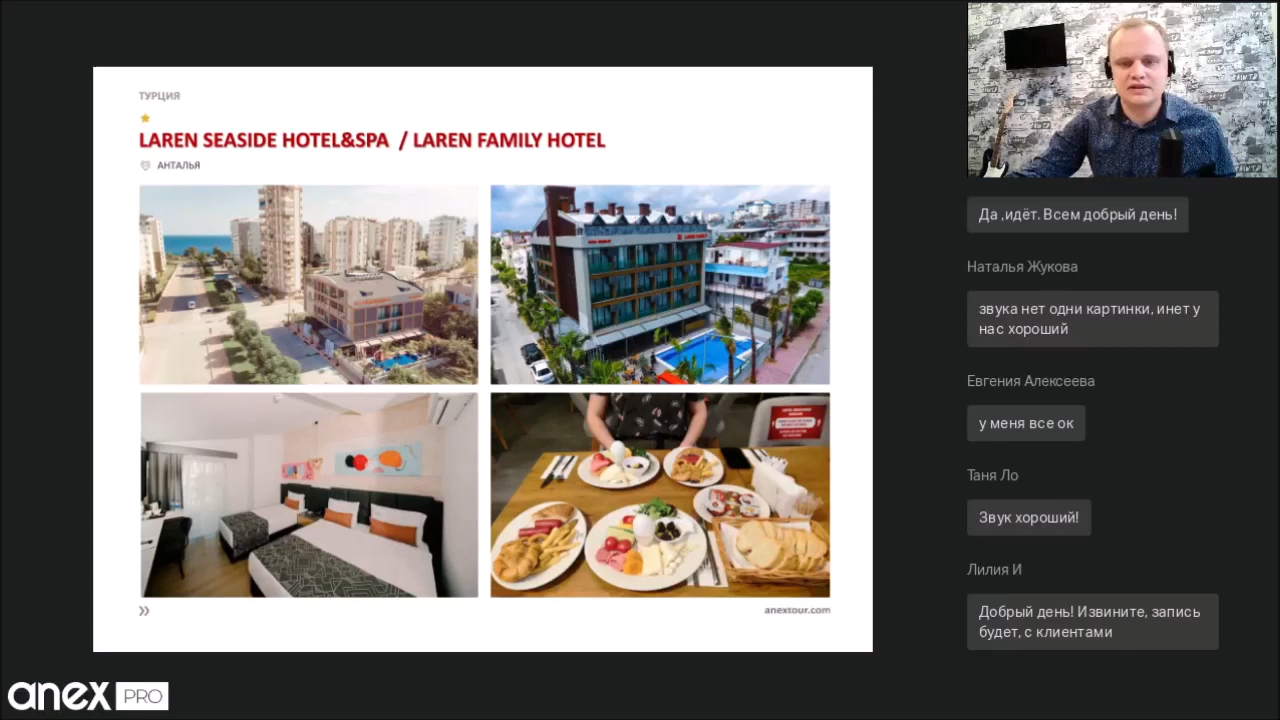 ТУРЦИЯ
LAREN SEASIDE HOTEL&SPA / LAREN FAMILY HOTEL
АНТАЛЬЯ
anextour.com
anex PRO
Да ,идёт. Всем добрый день!
Наталья Жукова
звука нет одни картинки, инет у
нас хороший
Евгения Алексеева
у меня все ок
Таня Ло
Звук хороший!
Лилия И
Добрый день! Извините, запись
будет, с клиентами